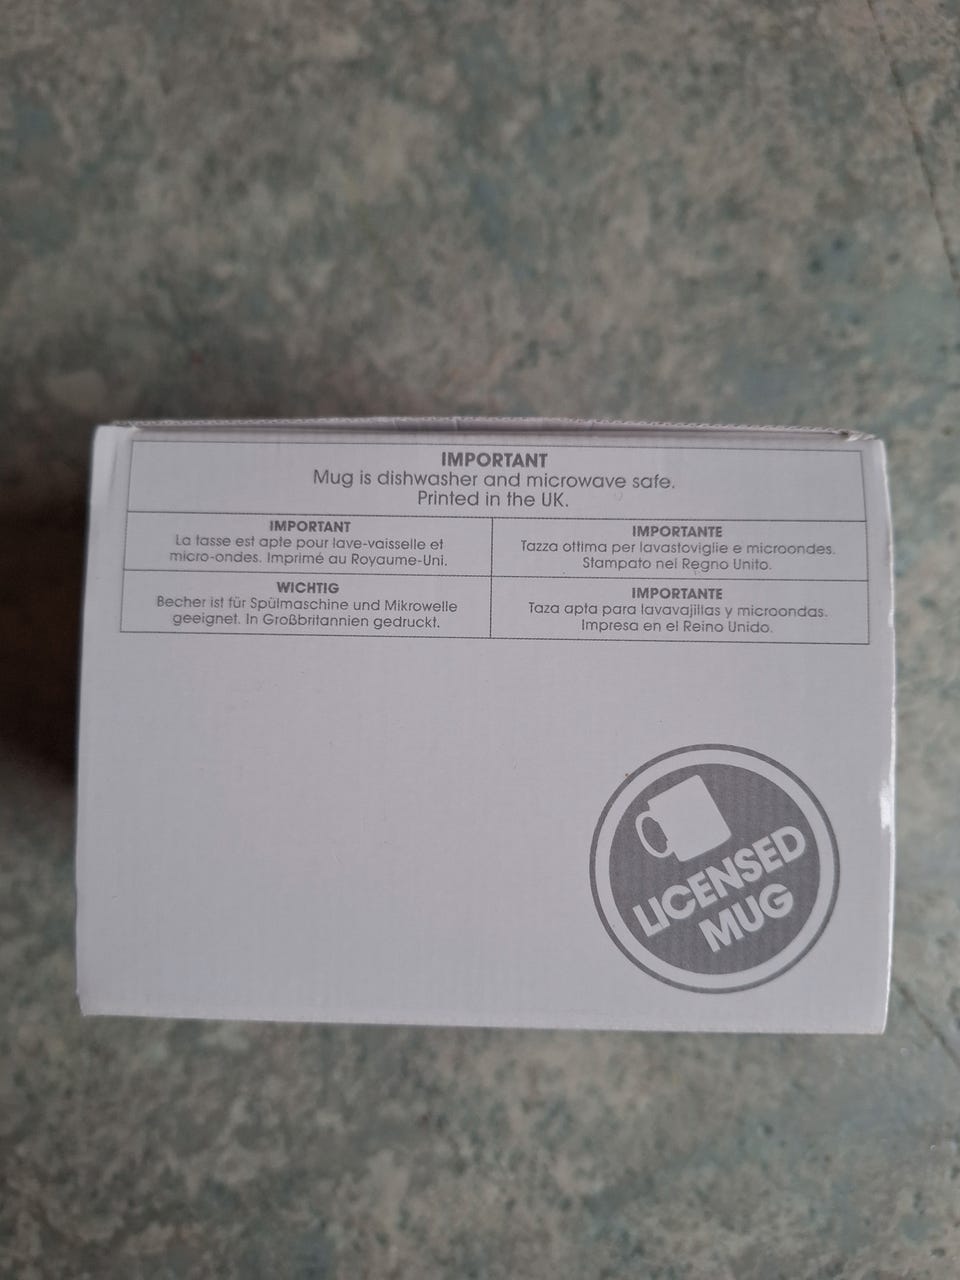 IMPORTANT
Mug is dishwasher and microwave safe.
Printed in the UK.
IMPORTANT
La tasse est apte pour lave-vaisselle et
micro-ondes. Imprimé au Royaume-Uni.
IMPORTANTE
Tazza ottima per lavastoviglie e microondes.
Stampato nel Regno Unito.
WICHTIG
Becher ist für Spülmaschine und Mikrowelle
geeignet. In Großbritannien gedruckt.
IMPORTANTE
Taza apta para lavavajillas y microondas.
Impresa en el Reino Unido.
LICENSED
MUG